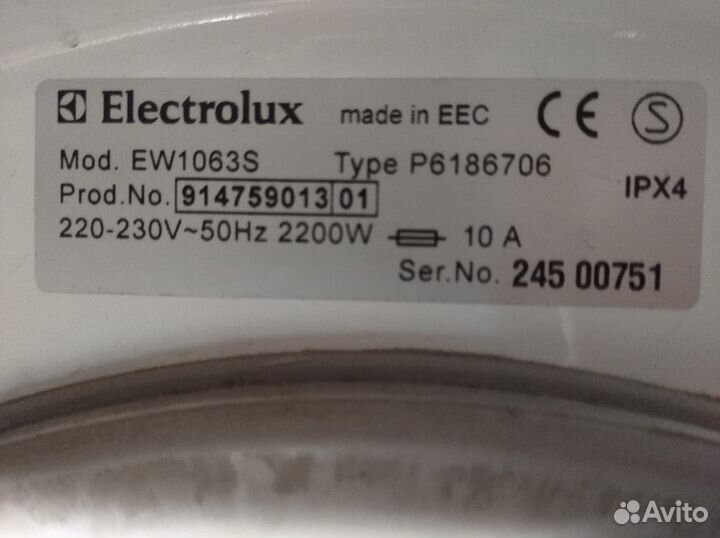 Electrolux made in EEC CE S
Mod. EW1063S Type P6186706
IPX4
Prod.No. 914759013 01
220-230V~50Hz 2200W 10 A
Ser.No. 245 00751
Avito